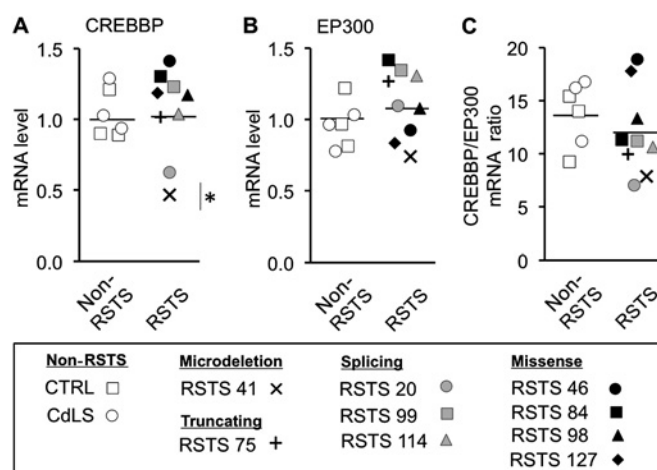 A CREBBP
mRNA level
1.5
1.0
0.5
0.0
*
Non-
RSTS
RSTS
B EP300
mRNA level
1.5
1.0
0.5
0.0
Non-
RSTS
RSTS
C
CREBBP/EP300
mRNA ratio
20
15
10
5
0
Non-
RSTS
RSTS
Non-RSTS
CTRL
CdLS
Microdeletion
RSTS 41
Truncating
RSTS 75
Splicing
RSTS 20
RSTS 99
RSTS 114
Missense
RSTS 46
RSTS 84
RSTS 98
RSTS 127